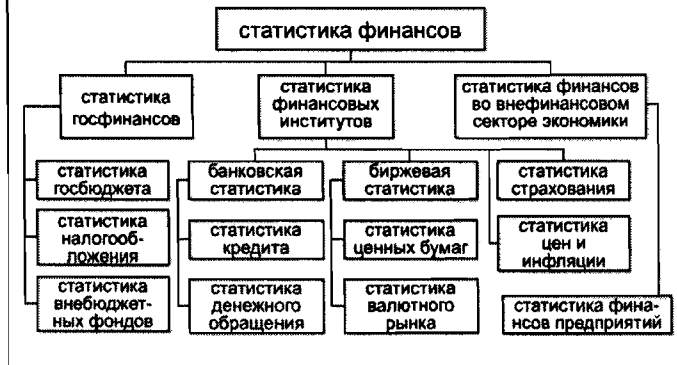 статистика финансов
статистика
госфинансов
статистика
финансовых
институтов
статистика финансов
во внефинансовом
секторе экономики
статистика
госбюджета
банковская
статистика
биржевая
статистика
статистика
страхования
статистика
налогооб-
ложения
статистика
кредита
статистика
ценных бумаг
статистика
цен и
инфляции
статистика
внебюджет-
ных фондов
статистика
денежного
обращения
статистика
валютного
рынка
статистика фина-
нсов предприятий